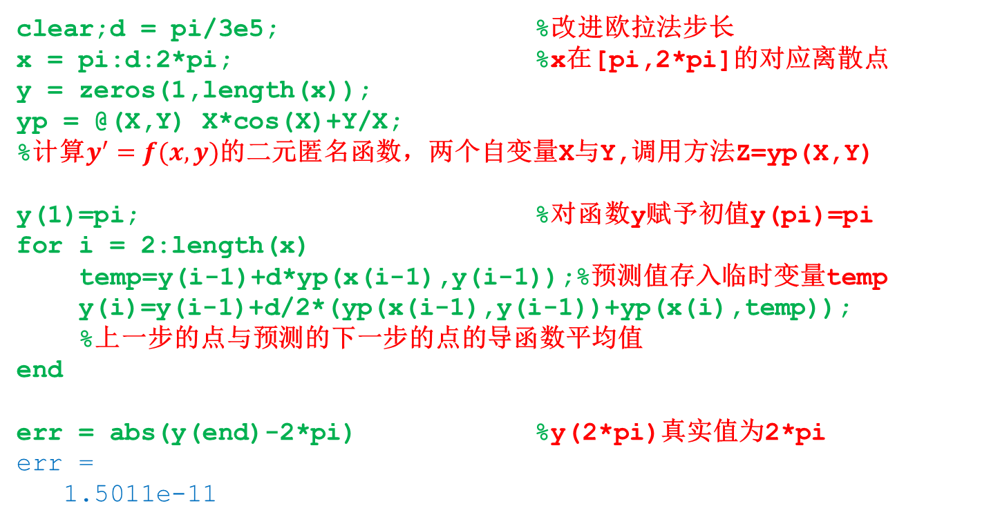 clear;d = pi/3e5; %改进欧拉法步长
x = pi:d:2*pi; %x在[pi,2*pi]的对应离散点
y = zeros(1,length(x));
yp = @(X,Y) X*cos(X)+Y/X;
%计算y′ = f(x,y)的二元匿名函数，两个自变量X与Y,调用方法Z=yp(X,Y)
y(1)=pi; %对函数y赋予初值y(pi)=pi
for i = 2:length(x)
temp=y(i-1)+d*yp(x(i-1),y(i-1));%预测值存入临时变量temp
y(i)=y(i-1)+d/2*(yp(x(i-1),y(i-1))+yp(x(i),temp));
%上一步的点与预测的下一步的点的导函数平均值
end
err = abs(y(end)-2*pi) %y(2*pi)真实值为2*pi
err =
1.5011e-11